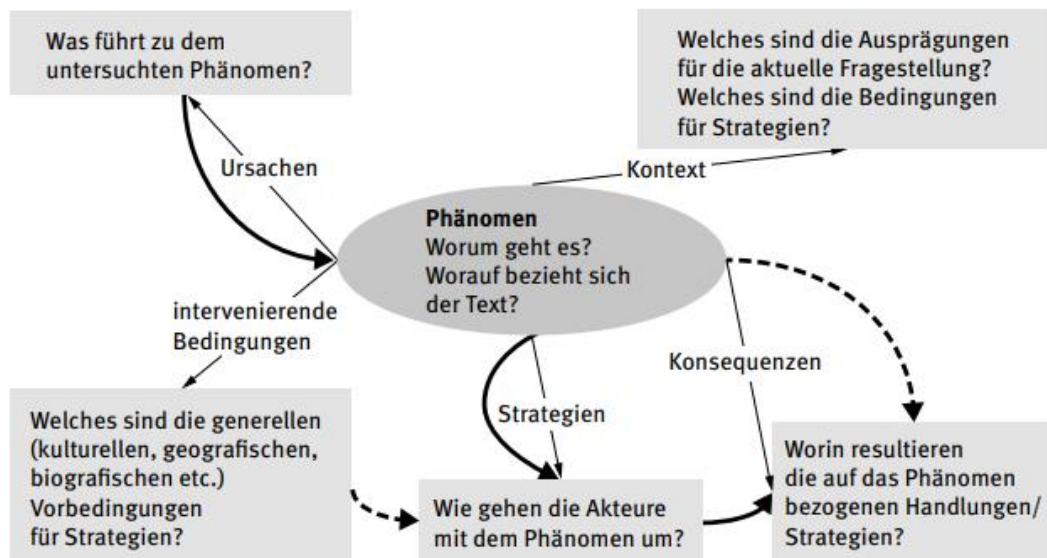 Was führt zu dem
untersuchten Phänomen?
Welches sind die Ausprägungen
für die aktuelle Fragestellung?
Welches sind die Bedingungen
für Strategien?
Ursachen
Kontext
Phänomen
Worum geht es?
Worauf bezieht sich
der Text?
intervenierende
Bedingungen
Strategien
Konsequenzen
Welches sind die generellen
(kulturellen, geografischen,
biografischen etc.)
Vorbedingungen
für Strategien?
Wie gehen die Akteure
mit dem Phänomen um?
Worin resultieren
die auf das Phänomen
bezogenen Handlungen/
Strategien?